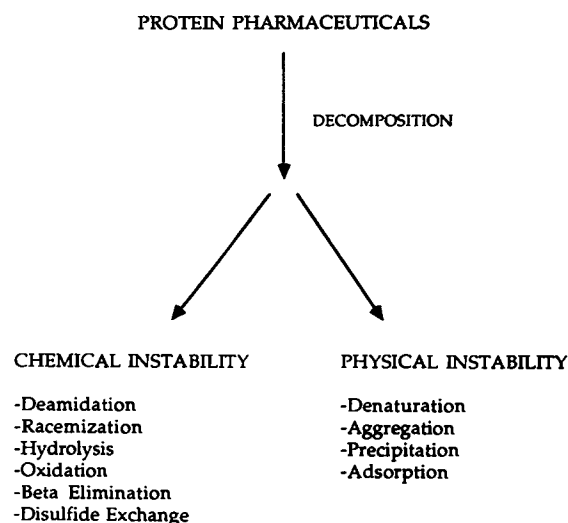 PROTEIN PHARMACEUTICALS
DECOMPOSITION
CHEMICAL INSTABILITY
-Deamidation
-Racemization
-Hydrolysis
-Oxidation
-Beta Elimination
-Disulfide Exchange
PHYSICAL INSTABILITY
-Denaturation
-Aggregation
-Precipitation
-Adsorption